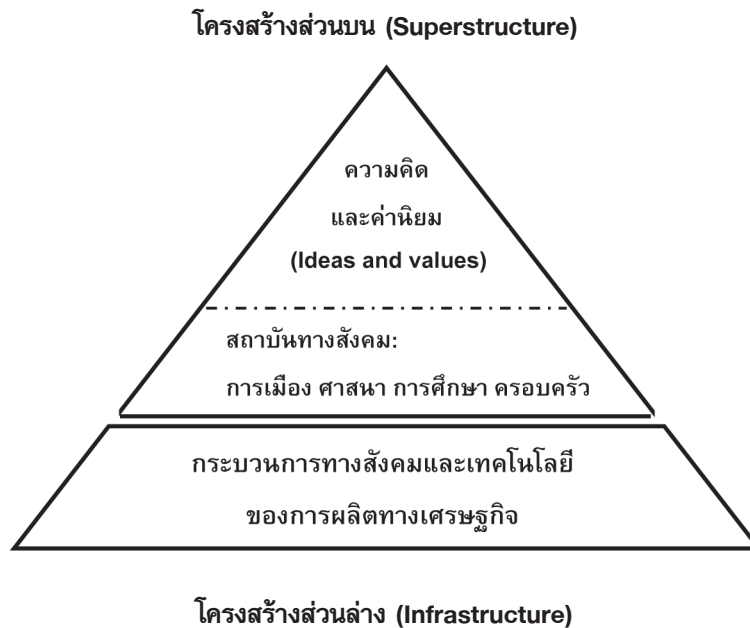 โครงสร้างส่วนบน (Superstructure)
ความคิด
และค่านิยม
(Ideas and values)
สถาบันทางสังคม:
การเมือง ศาสนา การศึกษา ครอบครัว
กระบวนการทางสังคมและเทคโนโลยี
ของการผลิตทางเศรษฐกิจ
โครงสร้างส่วนล่าง (Infrastructure)